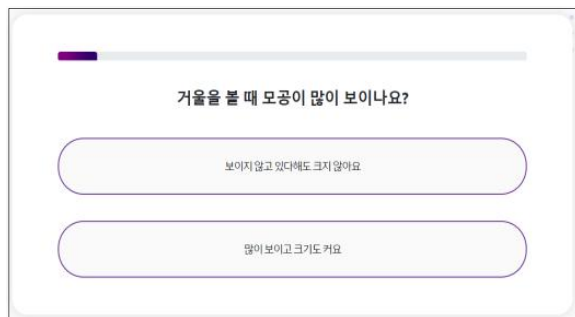 거울을 볼 때 모공이 많이 보이나요?
보이지 않고 있다해도 크지 않아요
많이 보이고 크기도 커요